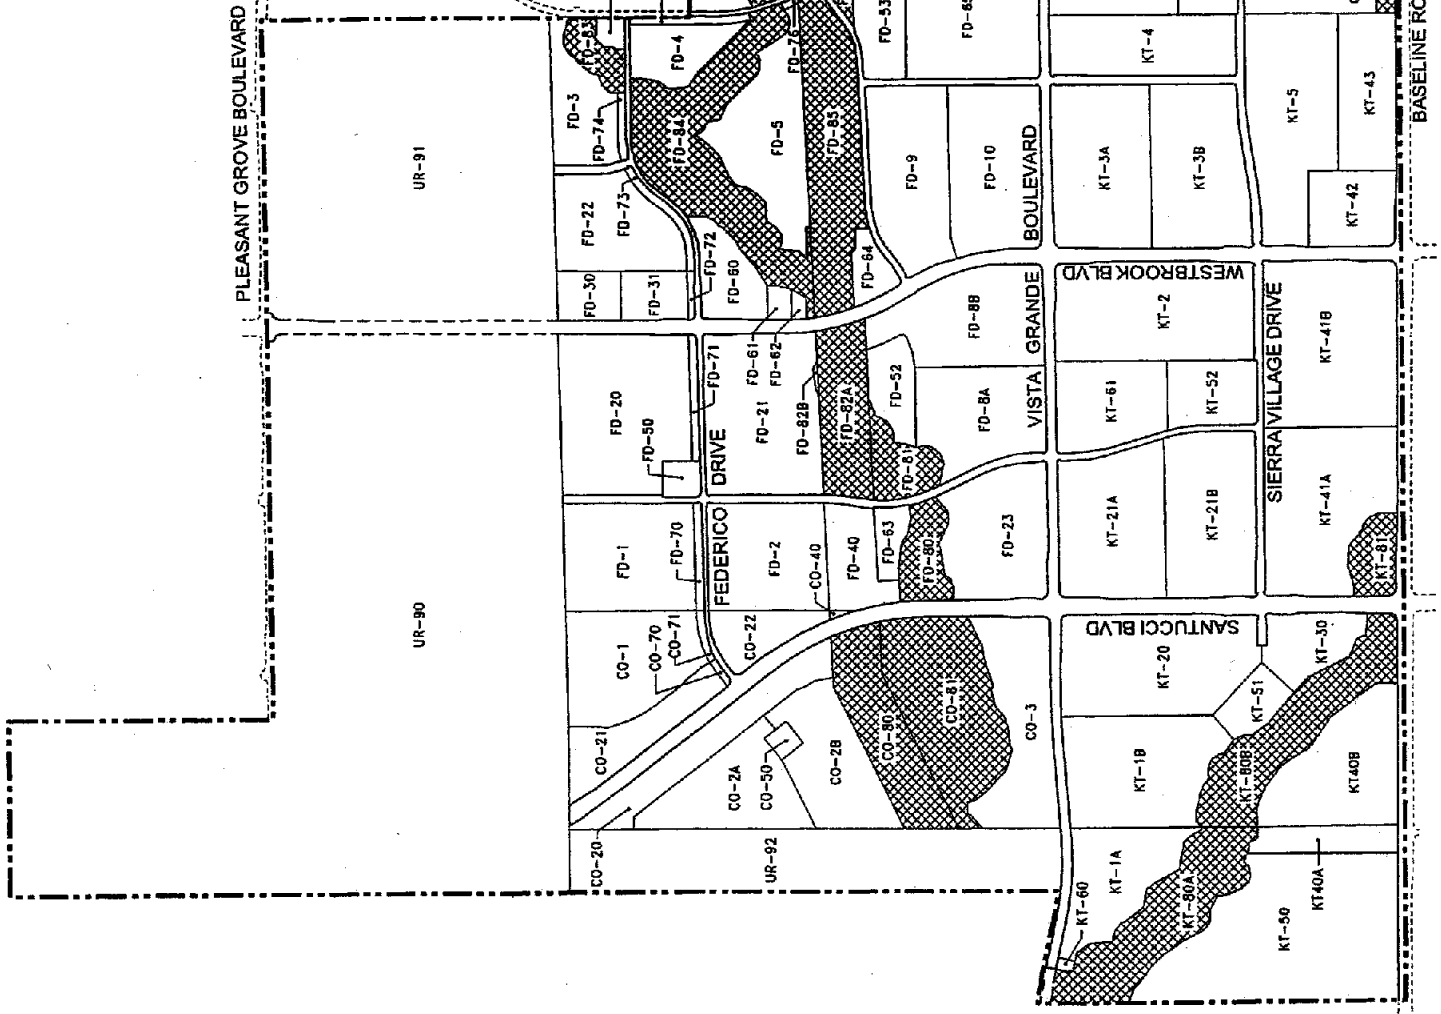 PLEASANT GROVE BOULEVARD
BASELINE RO
UR-91
UR-90
UR-92
FD-83
FD-4
FD-76
FD-53
KT-4
FD-3
FD-74
FD-84
FD-5
FD-85
FD-9
FD-10
BOULEVARD
KT-3A
KT-3B
KT-5
KT-43
KT-42
FD-22
FD-73
FD-72
FD-60
FD-64
FD-30
FD-31
FD-8B
GRANDE
WESTBROOK BLVD
KT-2
SIERRA VILLAGE DRIVE
KT-41B
FD-20
FD-50
FD-71
FD-61
FD-62
FD-21
FD-82B
FD-82A
FD-52
FD-81
FD-8A
VISTA
KT-61
KT-52
FEDERICO DRIVE
FD-1
FD-70
FD-2
CO-40
FD-40
FD-63
FD-80
FD-23
KT-21A
KT-21B
KT-41A
KT-81
CO-1
CO-70
CO-71
CO-22
SANTUCCI BLVD
KT-20
KT-30
KT-51
CO-21
CO-2A
CO-50
CO-2B
CO-80
CO-81
CO-3
KT-1B
KT-80B
KT40B
CO-20
KT-60
KT-1A
KT-80A
KT-50
KT40A